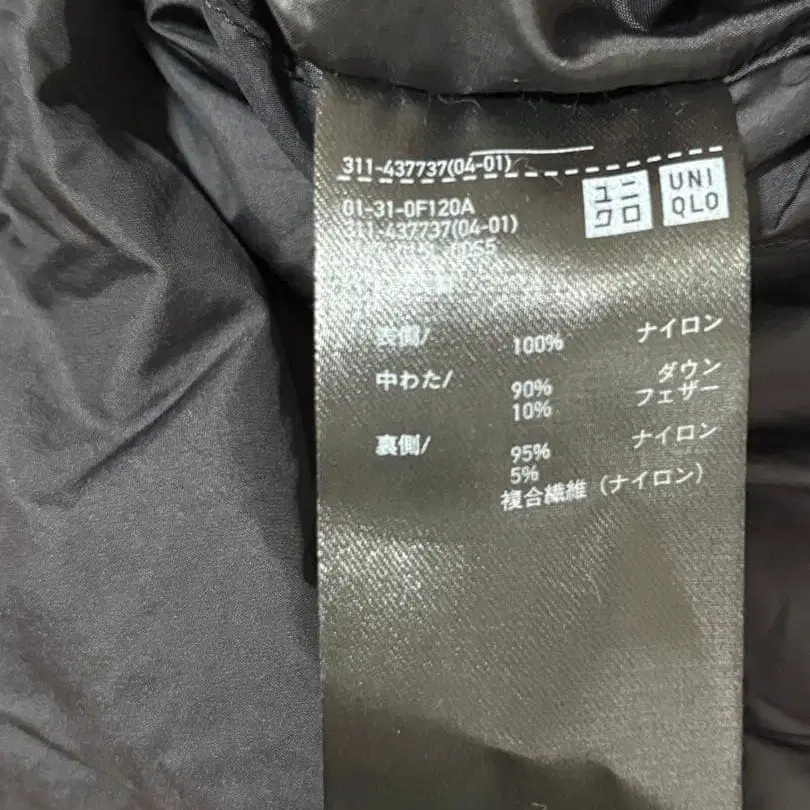 311-437737(04-01)
ユニクロ
UNIQLO
01-31-0F120A
311-437737(04-01)
表側/ 100% ナイロン
中わた/ 90% ダウン
10% フェザー
裏側/ 95% ナイロン
5%
複合繊維(ナイロン)